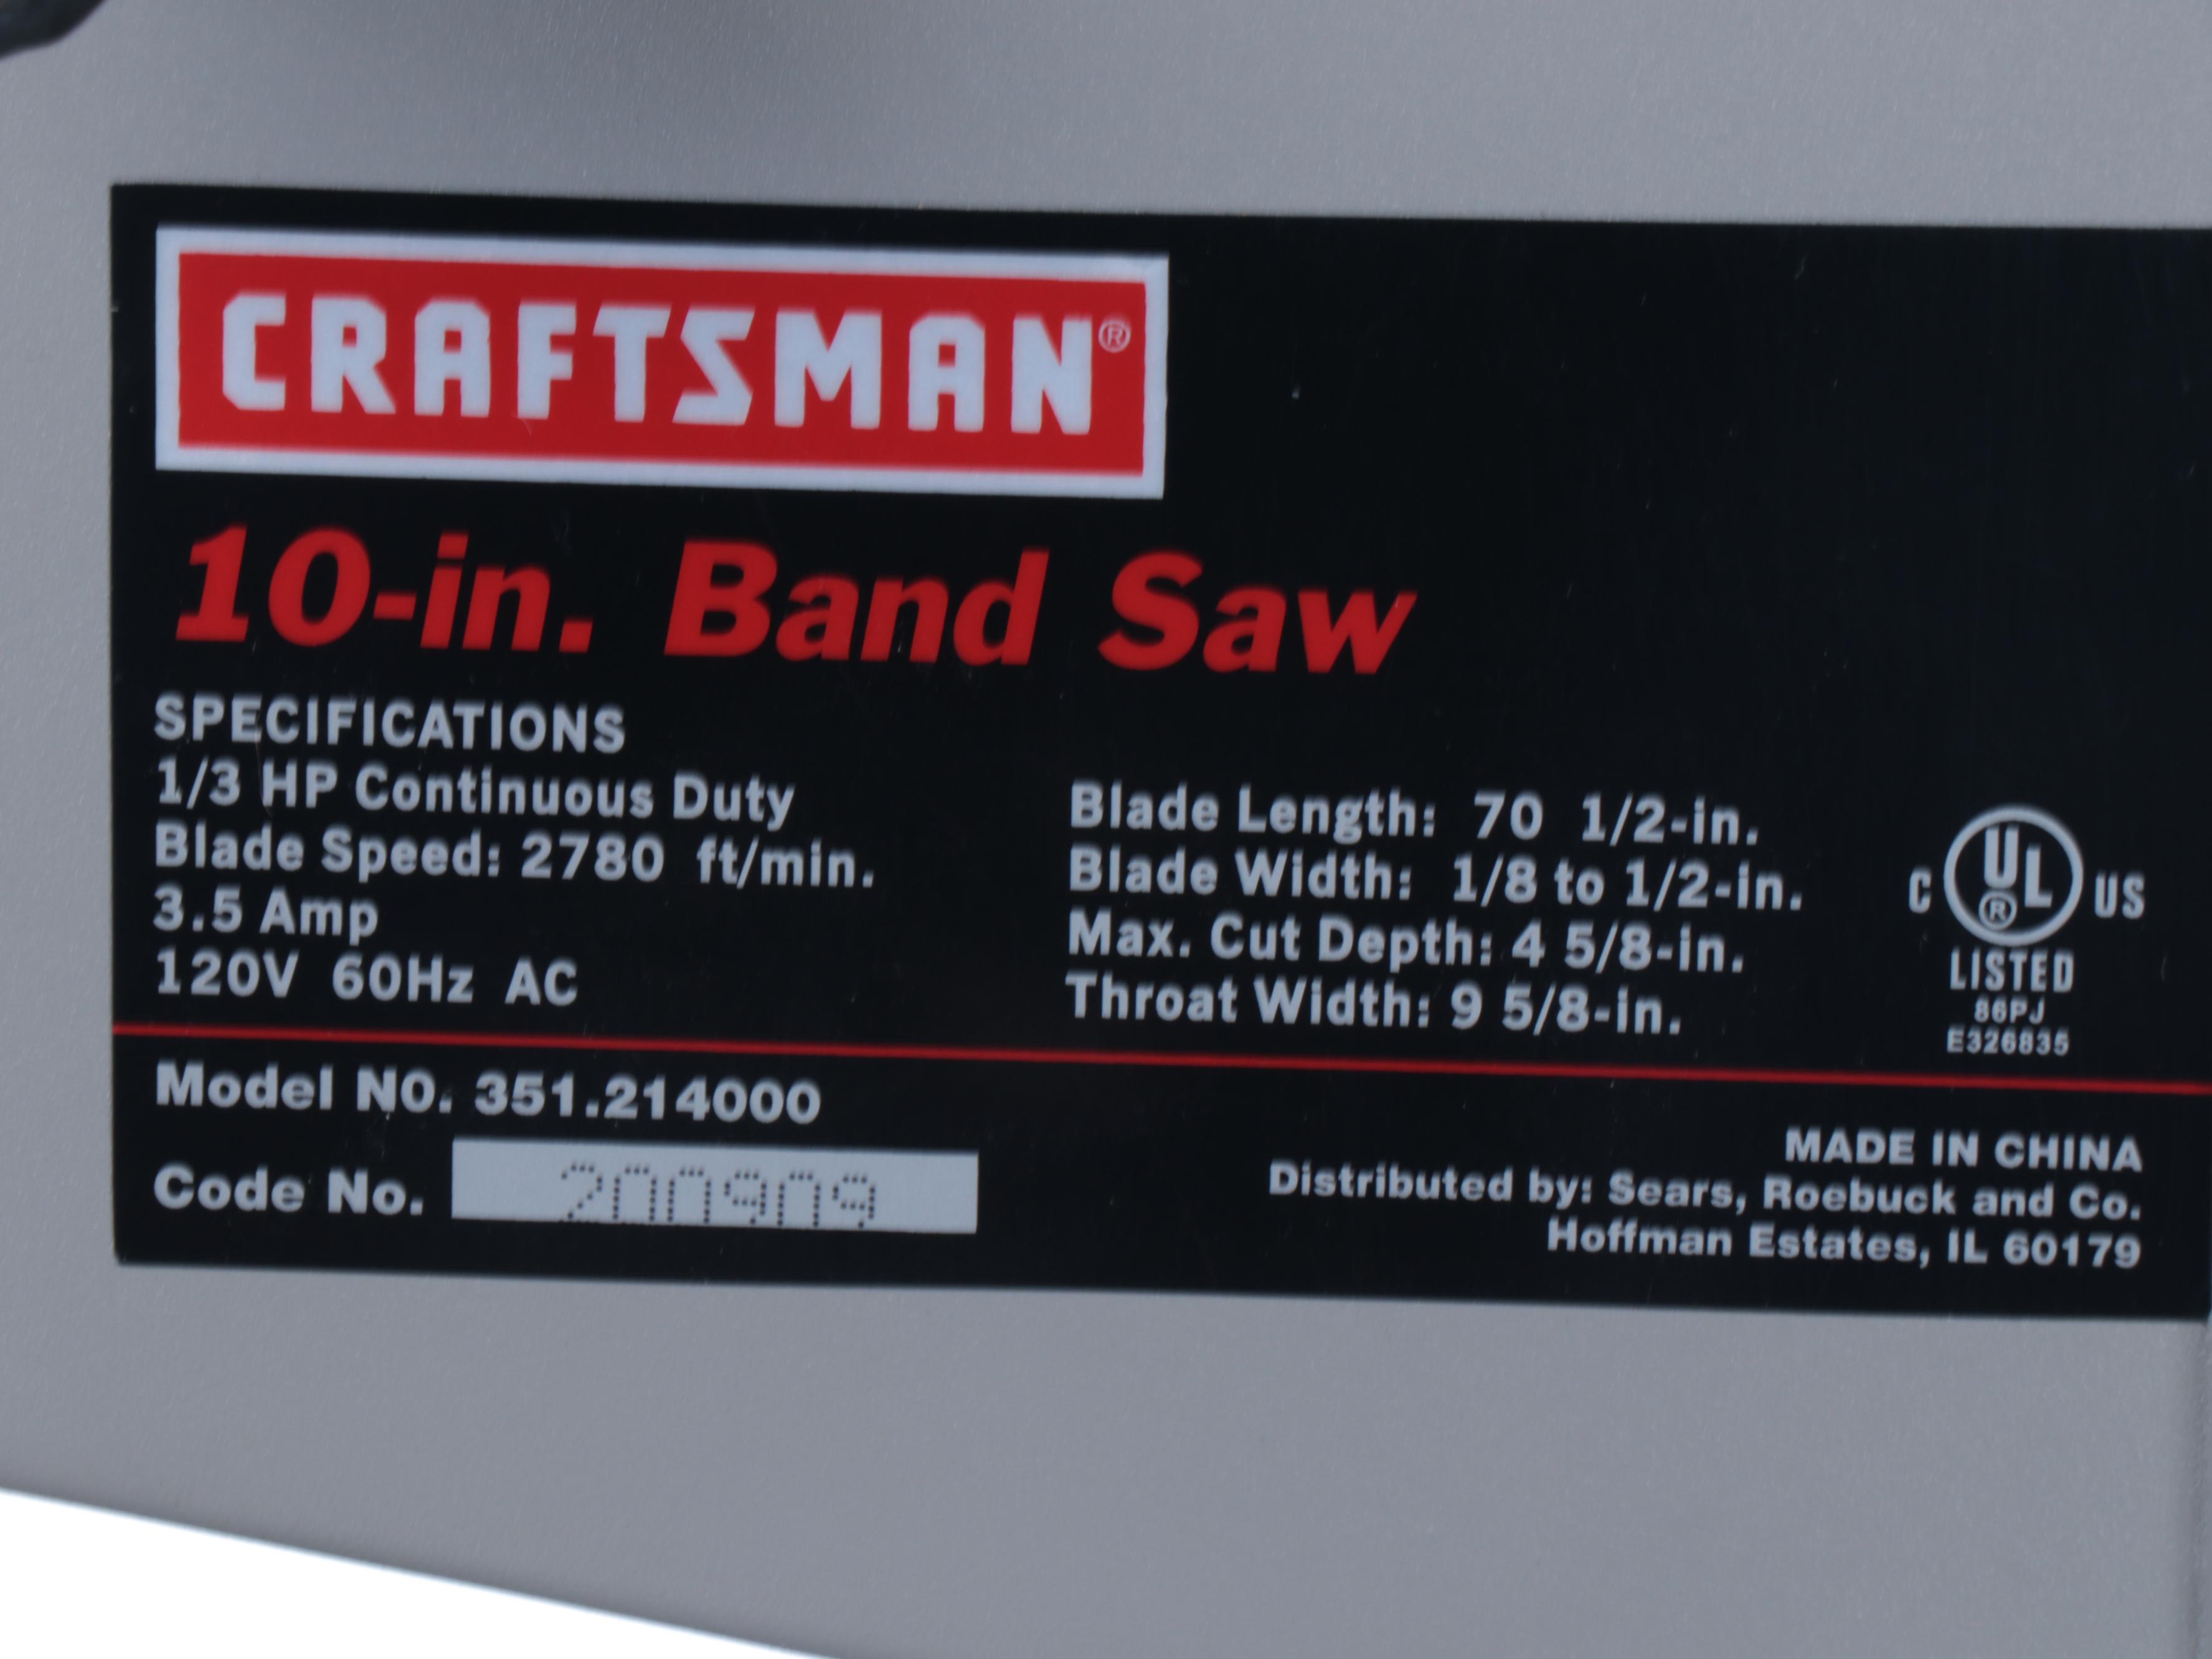 CRAFTSMAN®
10-in. Band Saw
SPECIFICATIONS
1/3 HP Continuous Duty
Blade Speed: 2780 ft/min.
3.5 Amp
120V 60Hz AC
Blade Length: 70 1/2-in.
Blade Width: 1/8 to 1/2-in.
Max. Cut Depth: 4 5/8-in.
Throat Width: 9 5/8-in.
C UL® US
LISTED
86PJ
E326835
Model NO. 351.214000
Code No. 200909
MADE IN CHINA
Distributed by: Sears, Roebuck and Co.
Hoffman Estates, IL 60179